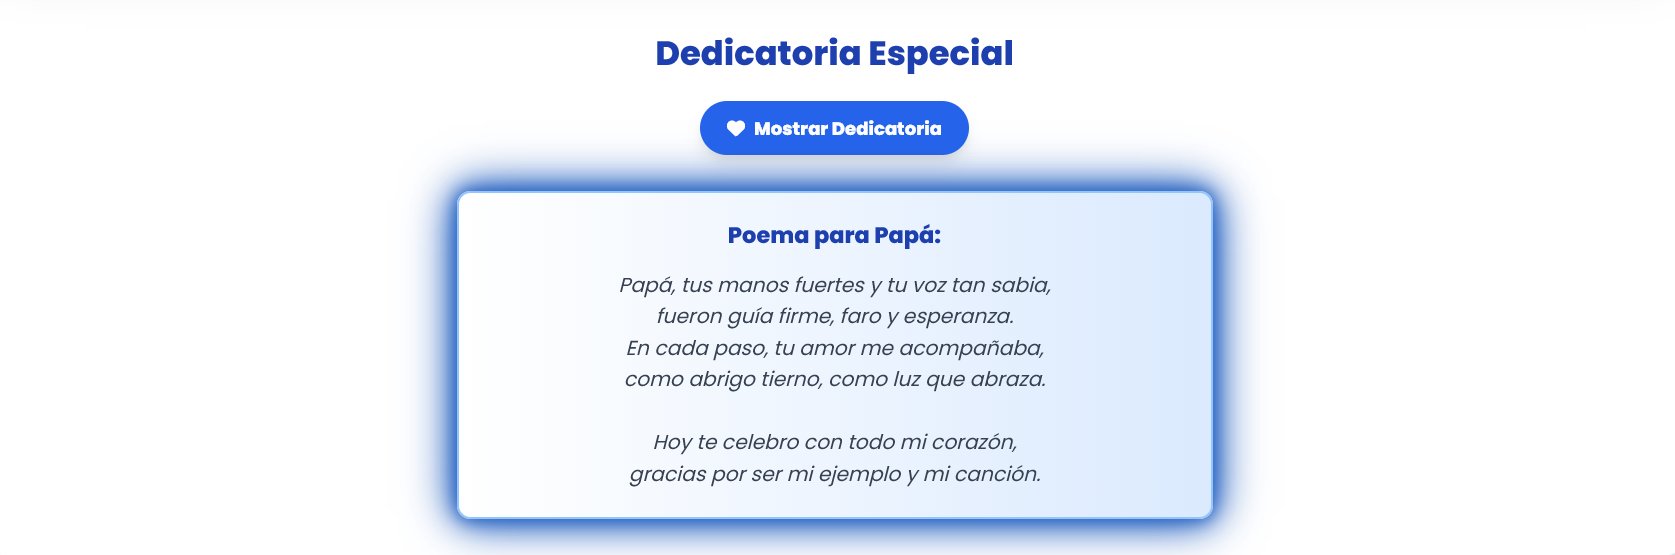 Dedicatoria Especial
Mostrar Dedicatoria
Poema para Papá:
Papá, tus manos fuertes y tu voz tan sabia,
fueron guía firme, faro y esperanza.
En cada paso, tu amor me acompañaba,
como abrigo tierno, como luz que abraza.
Hoy te celebro con todo mi corazón,
gracias por ser mi ejemplo y mi canción.